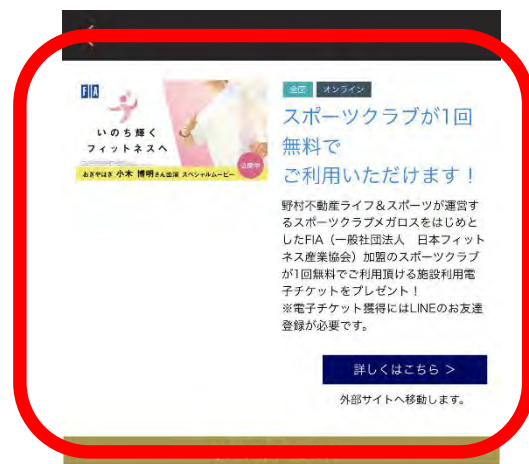 FIA
いのち輝く
フィットネスへ
公開中
おぎやはぎ 小木 博明さん出演 スペシャルムービー
全国 オンライン
スポーツクラブが1回
無料で
ご利用いただけます！
野村不動産ライフ＆スポーツが運営す
るスポーツクラブメガロスをはじめと
したFIA（一般社団法人　日本フィット
ネス産業協会）加盟のスポーツクラブ
が1回無料でご利用頂ける施設利用電
子チケットをプレゼント！
※電子チケット獲得にはLINEのお友達
登録が必要です。
詳しくはこちら ＞
外部サイトへ移動します。